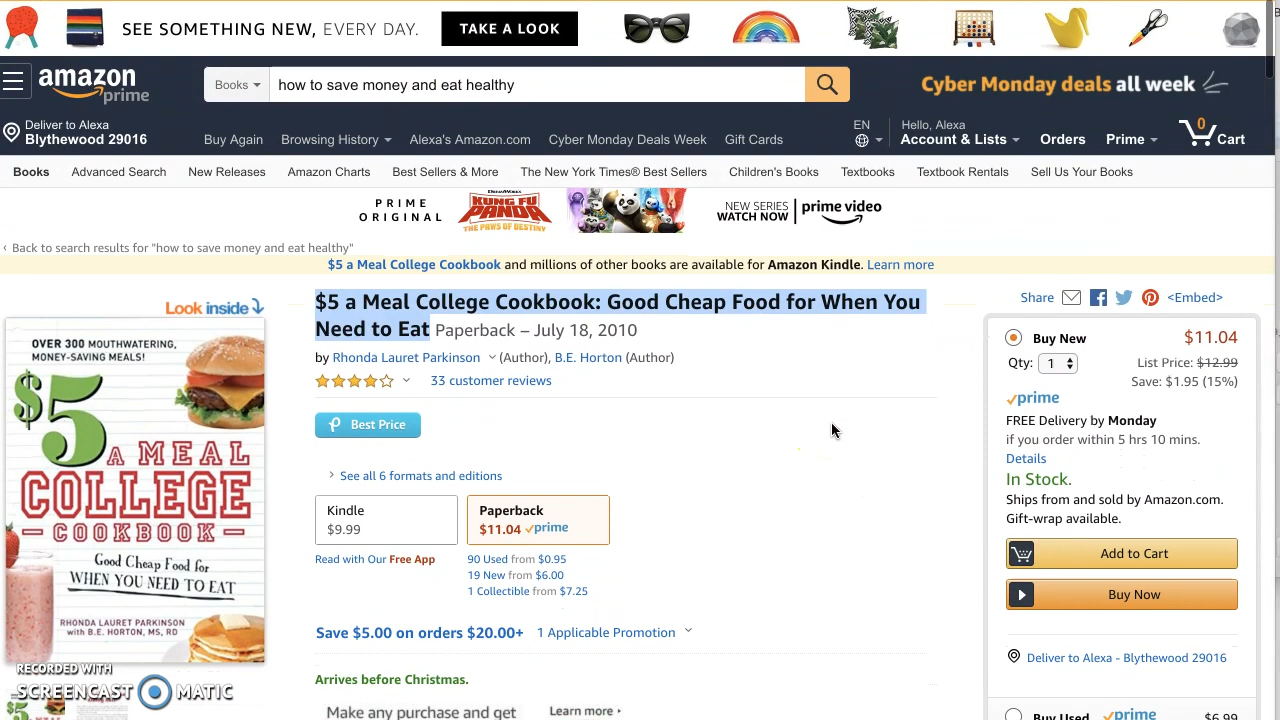 SEE SOMETHING NEW, EVERY DAY. TAKE A LOOK
amazon prime
Books
how to save money and eat healthy
Cyber Monday deals all week
Deliver to Alexa
Blythewood 29016
Buy Again Browsing History Alexa's Amazon.com Cyber Monday Deals Week Gift Cards
EN
Hello, Alexa
Account & Lists Orders Prime 0 Cart
Books Advanced Search New Releases Amazon Charts Best Sellers & More The New York Times® Best Sellers Children's Books Textbooks Textbook Rentals Sell Us Your Books
PRIME
ORIGINAL
DREAMWORKS
KUNG FU
PANDA
THE PAWS OF DESTINY
NEW SERIES
WATCH NOW
prime video
‹ Back to search results for "how to save money and eat healthy"
$5 a Meal College Cookbook and millions of other books are available for Amazon Kindle. Learn more
Look inside
$5 a Meal College Cookbook: Good Cheap Food for When You
Need to Eat Paperback – July 18, 2010
by Rhonda Lauret Parkinson (Author), B.E. Horton (Author)
33 customer reviews
Best Price
› See all 6 formats and editions
Kindle
$9.99
Paperback
$11.04 prime
Read with Our Free App
90 Used from $0.95
19 New from $6.00
1 Collectible from $7.25
Save $5.00 on orders $20.00+ 1 Applicable Promotion
Arrives before Christmas.
Make any purchase and get
Learn more ›
OVER 300 MOUTHWATERING,
MONEY-SAVING MEALS!
$5
A MEAL
COLLEGE
COOKBOOK
Good Cheap Food for
WHEN YOU NEED TO EAT
RHONDA LAURET PARKINSON
with B.E. HORTON, MS, RD
RECORDED WITH
SCREENCAST MATIC
Share <Embed>
Buy New $11.04
Qty: 1
List Price: $12.99
Save: $1.95 (15%)
prime
FREE Delivery by Monday
if you order within 5 hrs 10 mins.
Details
In Stock.
Ships from and sold by Amazon.com.
Gift-wrap available.
Add to Cart
Buy Now
Deliver to Alexa - Blythewood 29016
Buy Used prime $6.99